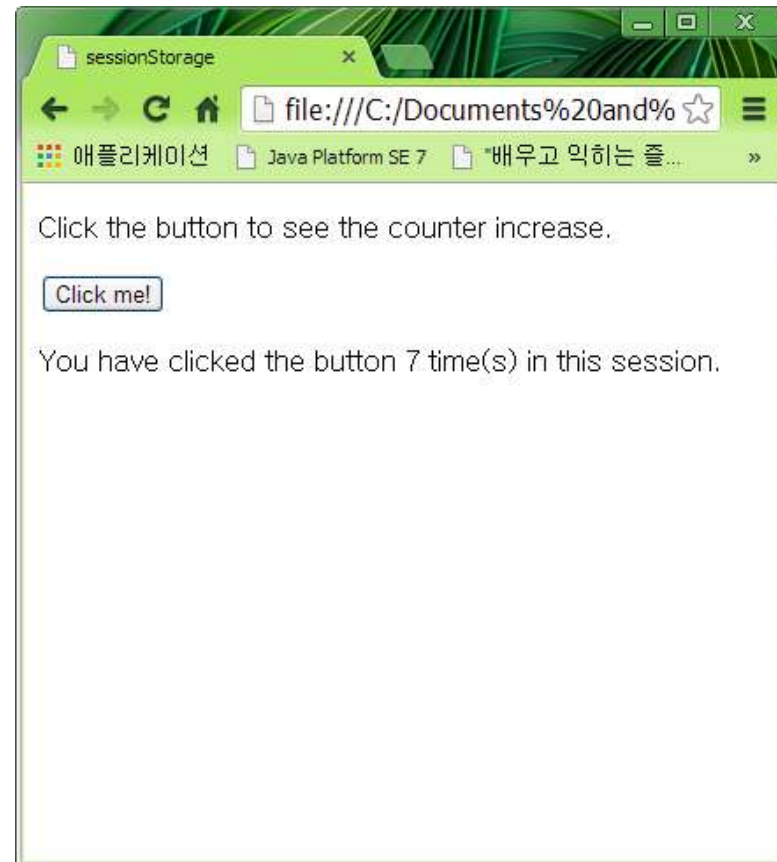 sessionStorage
file:///C:/Documents%20and%
애플리케이션 Java Platform SE 7 "배우고 익히는 즐...
Click the button to see the counter increase.
Click me!
You have clicked the button 7 time(s) in this session.